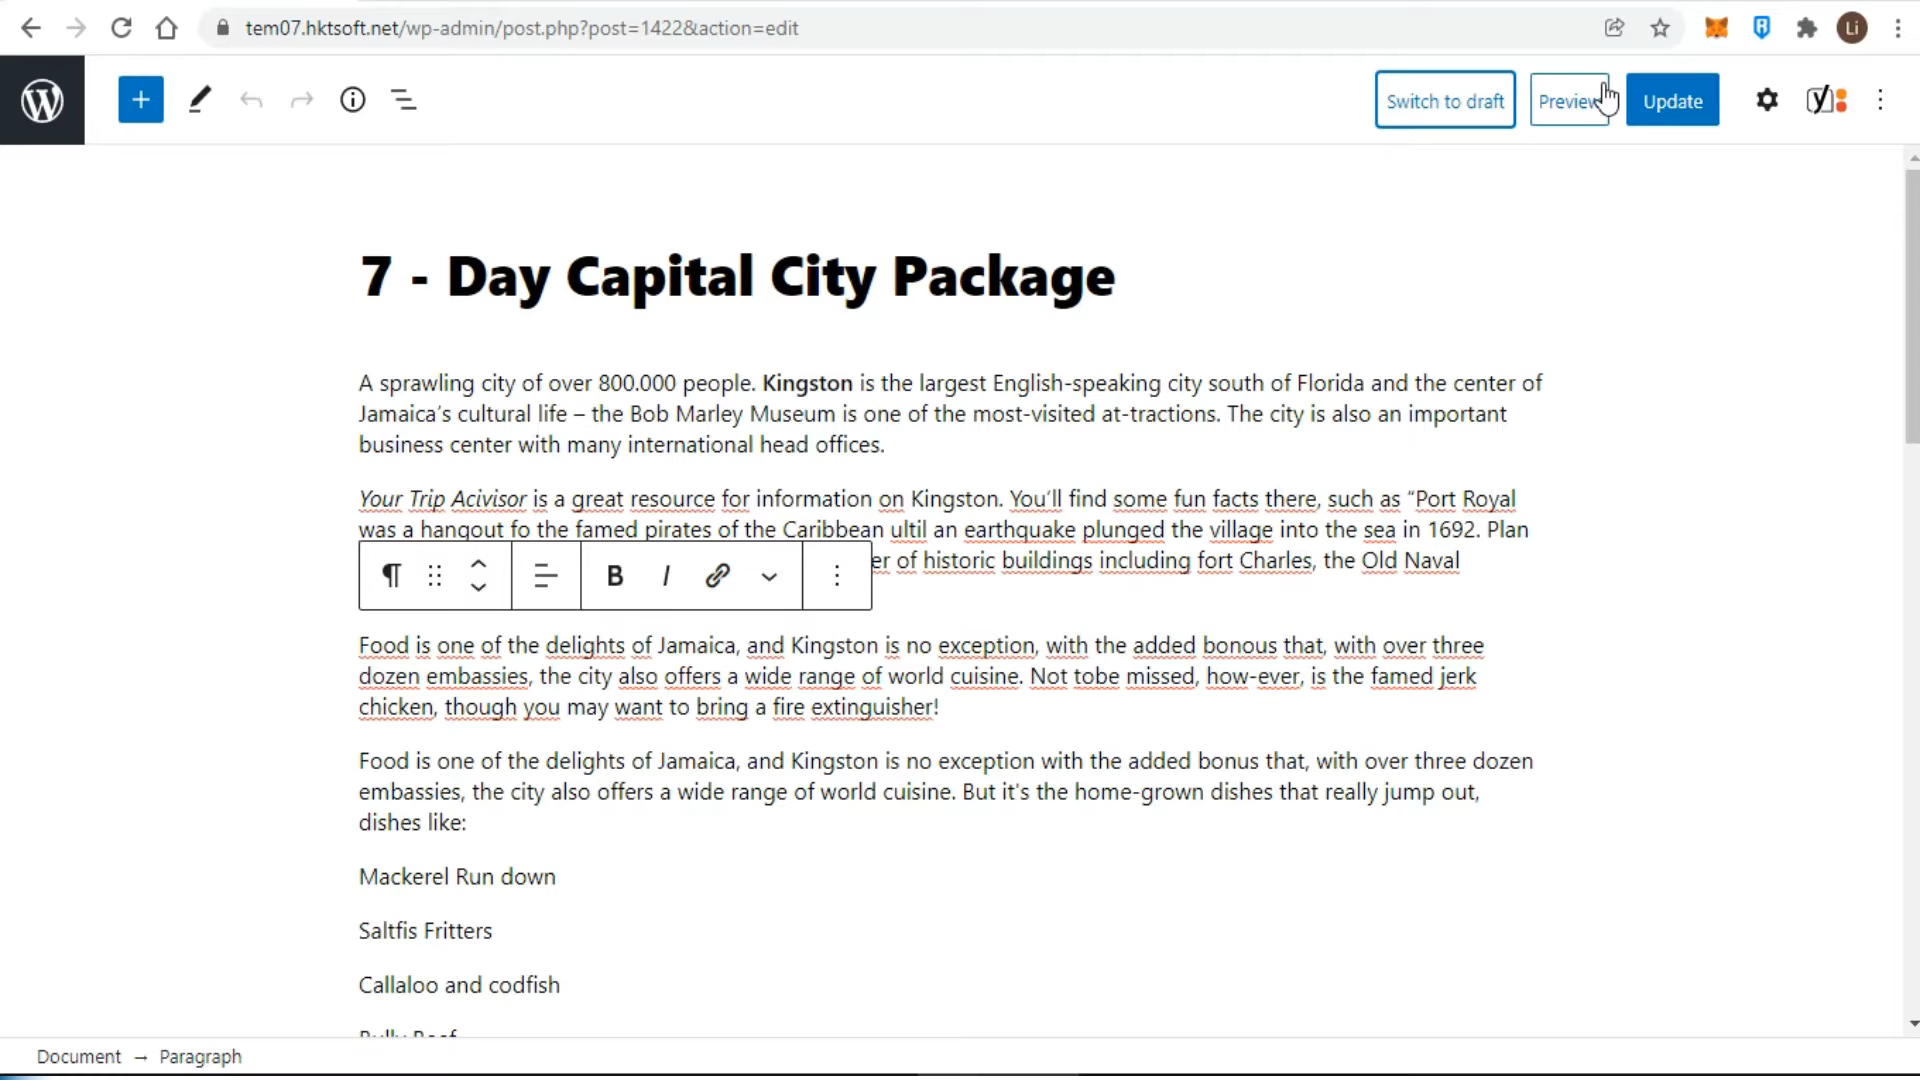 tem07.hktsoft.net/wp-admin/post.php?post=1422&action=edit
Li
Switch to draft
Preview
Update
7 - Day Capital City Package
A sprawling city of over 800.000 people. Kingston is the largest English-speaking city south of Florida and the center of
Jamaica’s cultural life – the Bob Marley Museum is one of the most-visited at-tractions. The city is also an important
business center with many international head offices.
Your Trip Acivisor is a great resource for information on Kingston. You’ll find some fun facts there, such as “Port Royal
was a hangout fo the famed pirates of the Caribbean ultil an earthquake plunged the village into the sea in 1692. Plan
er of historic buildings including fort Charles, the Old Naval
B I
Food is one of the delights of Jamaica, and Kingston is no exception, with the added bonous that, with over three
dozen embassies, the city also offers a wide range of world cuisine. Not tobe missed, how-ever, is the famed jerk
chicken, though you may want to bring a fire extinguisher!
Food is one of the delights of Jamaica, and Kingston is no exception with the added bonus that, with over three dozen
embassies, the city also offers a wide range of world cuisine. But it's the home-grown dishes that really jump out,
dishes like:
Mackerel Run down
Saltfis Fritters
Callaloo and codfish
Bully Beef
Document → Paragraph